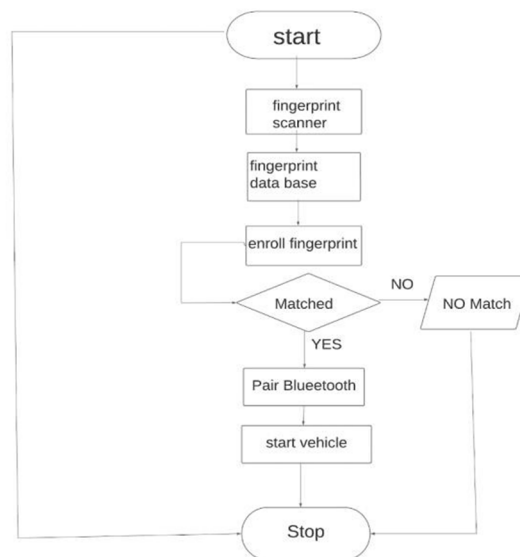 start
fingerprint
scanner
fingerprint
data base
enroll fingerprint
NO
Matched
NO Match
YES
Pair Blueetooth
start vehicle
Stop